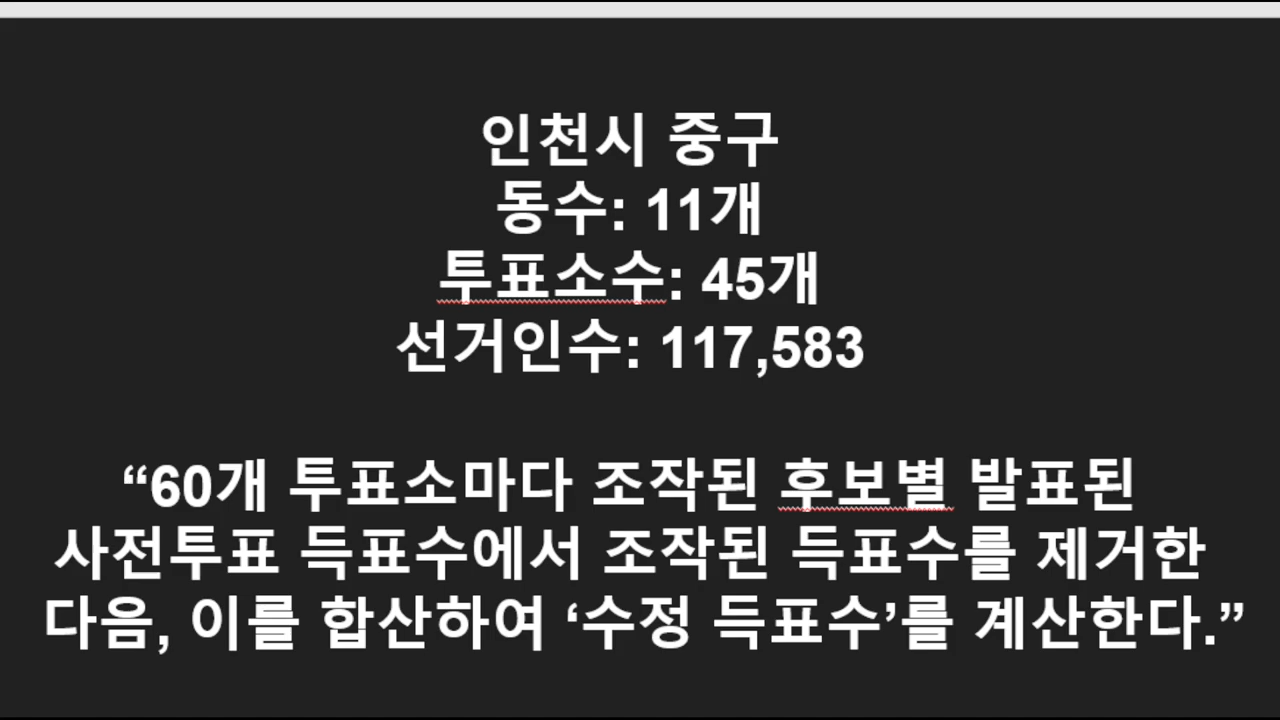 인천시 중구
동수: 11개
투표소수: 45개
선거인수: 117,583
“60개 투표소마다 조작된 후보별 발표된
사전투표 득표수에서 조작된 득표수를 제거한
다음, 이를 합산하여 ‘수정 득표수’를 계산한다.”